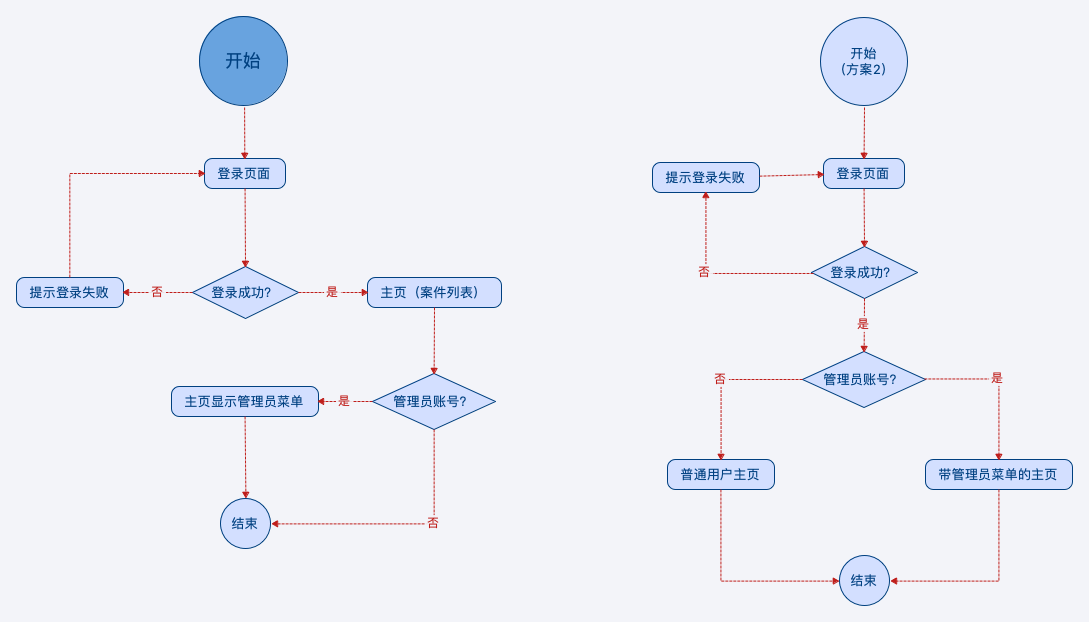 开始
登录页面
登录成功?
否
是
提示登录失败
主页（案件列表）
管理员账号?
是
主页显示管理员菜单
否
结束
开始
(方案2)
提示登录失败
登录页面
登录成功?
否
是
管理员账号?
否
是
普通用户主页
带管理员菜单的主页
结束